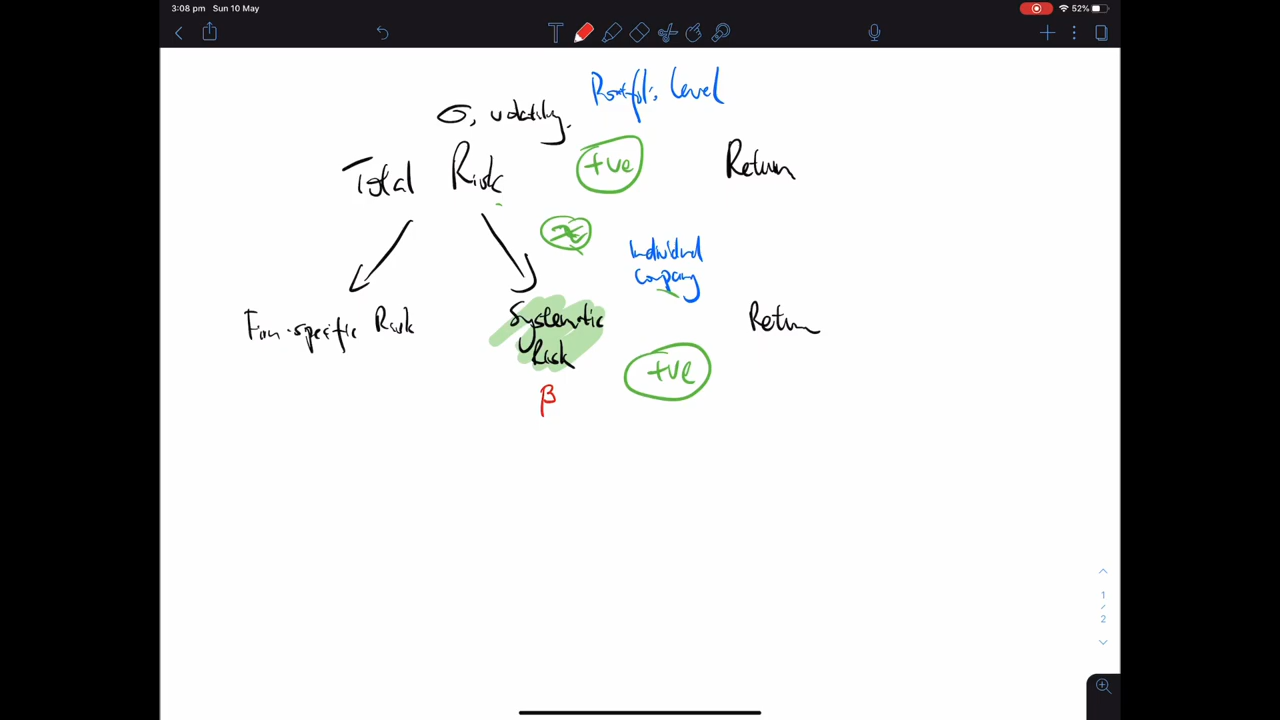 3:08 pm Sun 10 May
52%
Portfoli Level
σ, volatility.
Total Risk
+ve
Return
Individual
Company
Firm-specific Risk
Systematic
Risk
Return
+ve
β
1
/
2